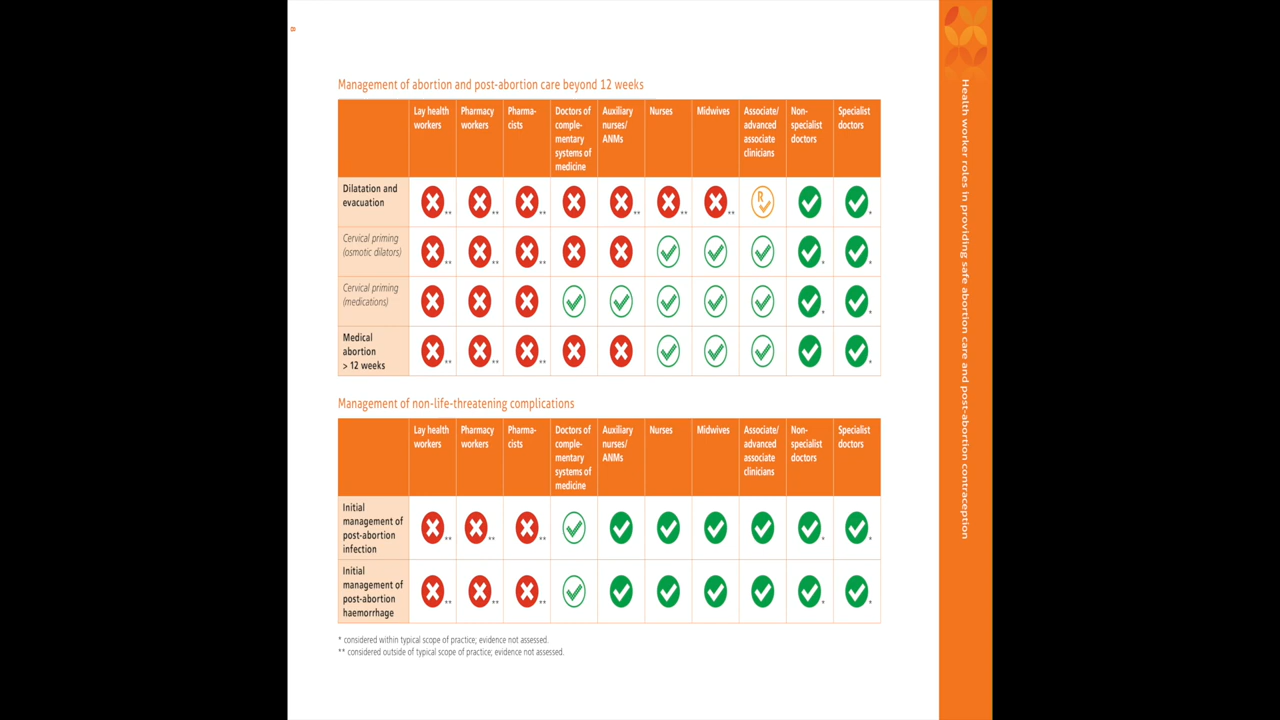 8
Management of abortion and post-abortion care beyond 12 weeks
Lay health
workers
Pharmacy
workers
Pharma-
cists
Doctors of
comple-
mentary
systems of
medicine
Auxiliary
nurses/
ANMs
Nurses
Midwives
Associate/
advanced
associate
clinicians
Non-
specialist
doctors
Specialist
doctors
Dilatation and
evacuation
** ** ** ** ** ** R *
Cervical priming
(osmotic dilators)
** ** ** * *
Cervical priming
(medications)
* *
Medical
abortion
> 12 weeks
** ** ** *
Management of non-life-threatening complications
Lay health
workers
Pharmacy
workers
Pharma-
cists
Doctors of
comple-
mentary
systems of
medicine
Auxiliary
nurses/
ANMs
Nurses
Midwives
Associate/
advanced
associate
clinicians
Non-
specialist
doctors
Specialist
doctors
Initial
management of
post-abortion
infection
** ** ** * *
Initial
management of
post-abortion
haemorrhage
** ** ** * *
* considered within typical scope of practice; evidence not assessed.
** considered outside of typical scope of practice; evidence not assessed.
Health worker roles in providing safe abortion care and post-abortion contraception